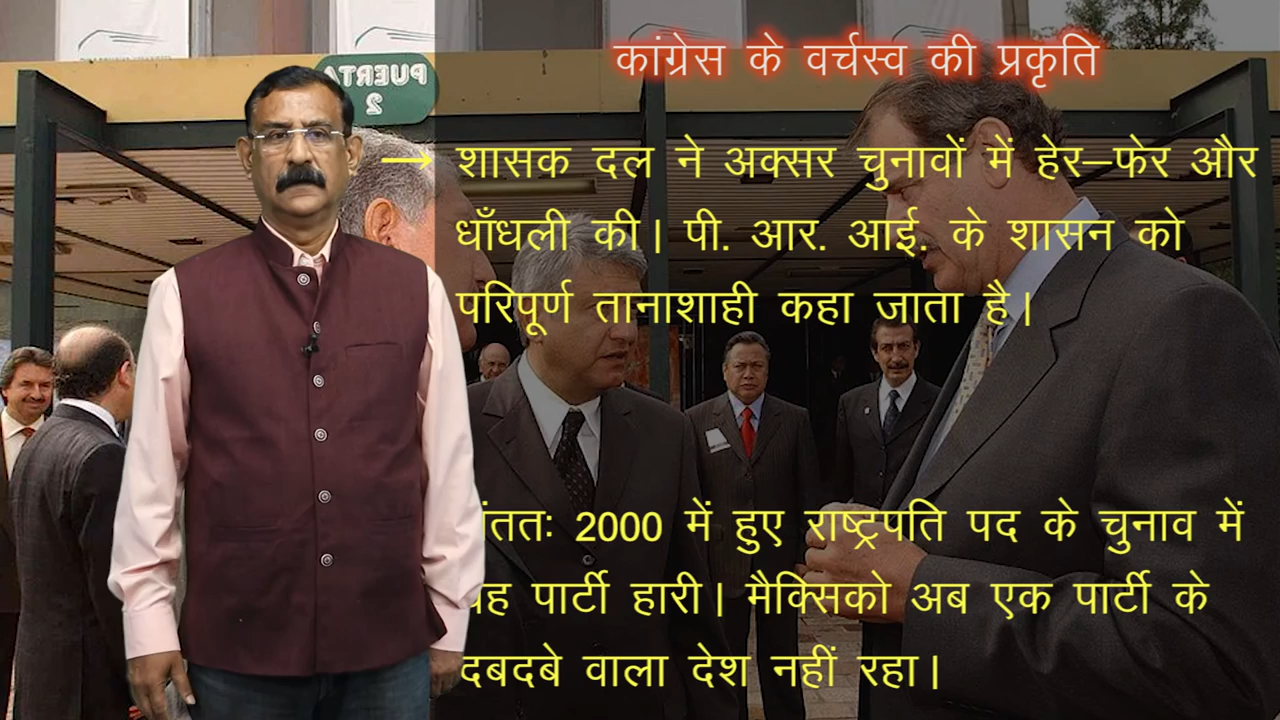 कांग्रेस के वर्चस्व की प्रकृति
PUERTA
2
→ शासक दल ने अक्सर चुनावों में हेर–फेर और
धाँधली की। पी. आर. आई. के शासन को
परिपूर्ण तानाशाही कहा जाता है।
2000 में हुए राष्ट्रपति पद के चुनाव में
पार्टी हारी। मैक्सिको अब एक पार्टी के
दबदबे वाला देश नहीं रहा।